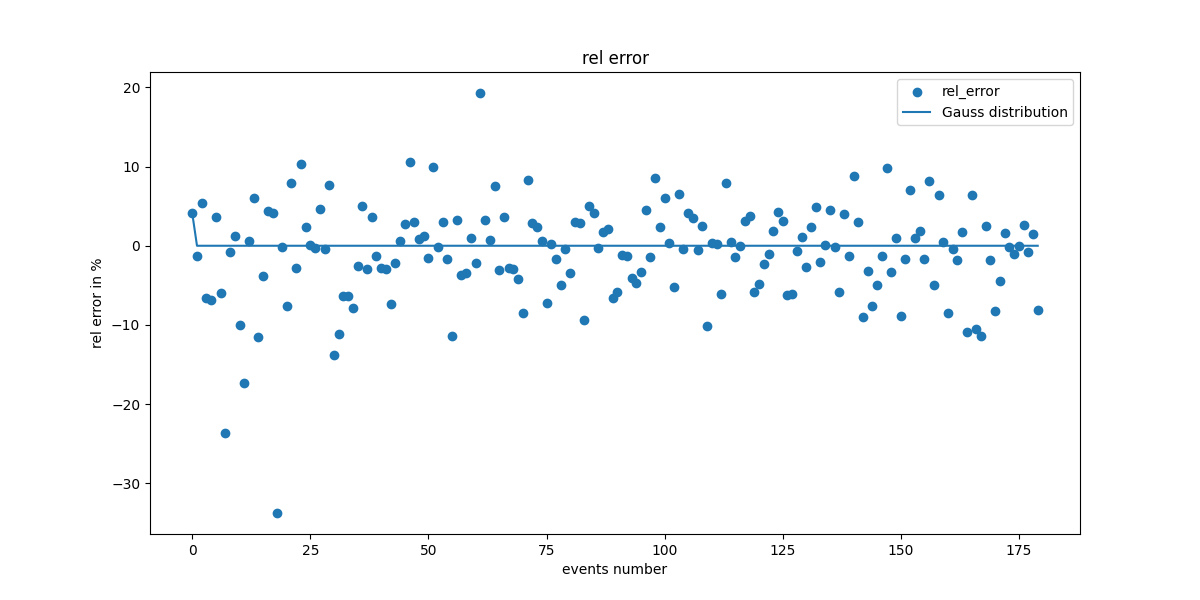 rel error
rel_error
Gauss distribution
20
10
0
−10
−20
−30
rel error in %
0 25 50 75 100 125 150 175
events number